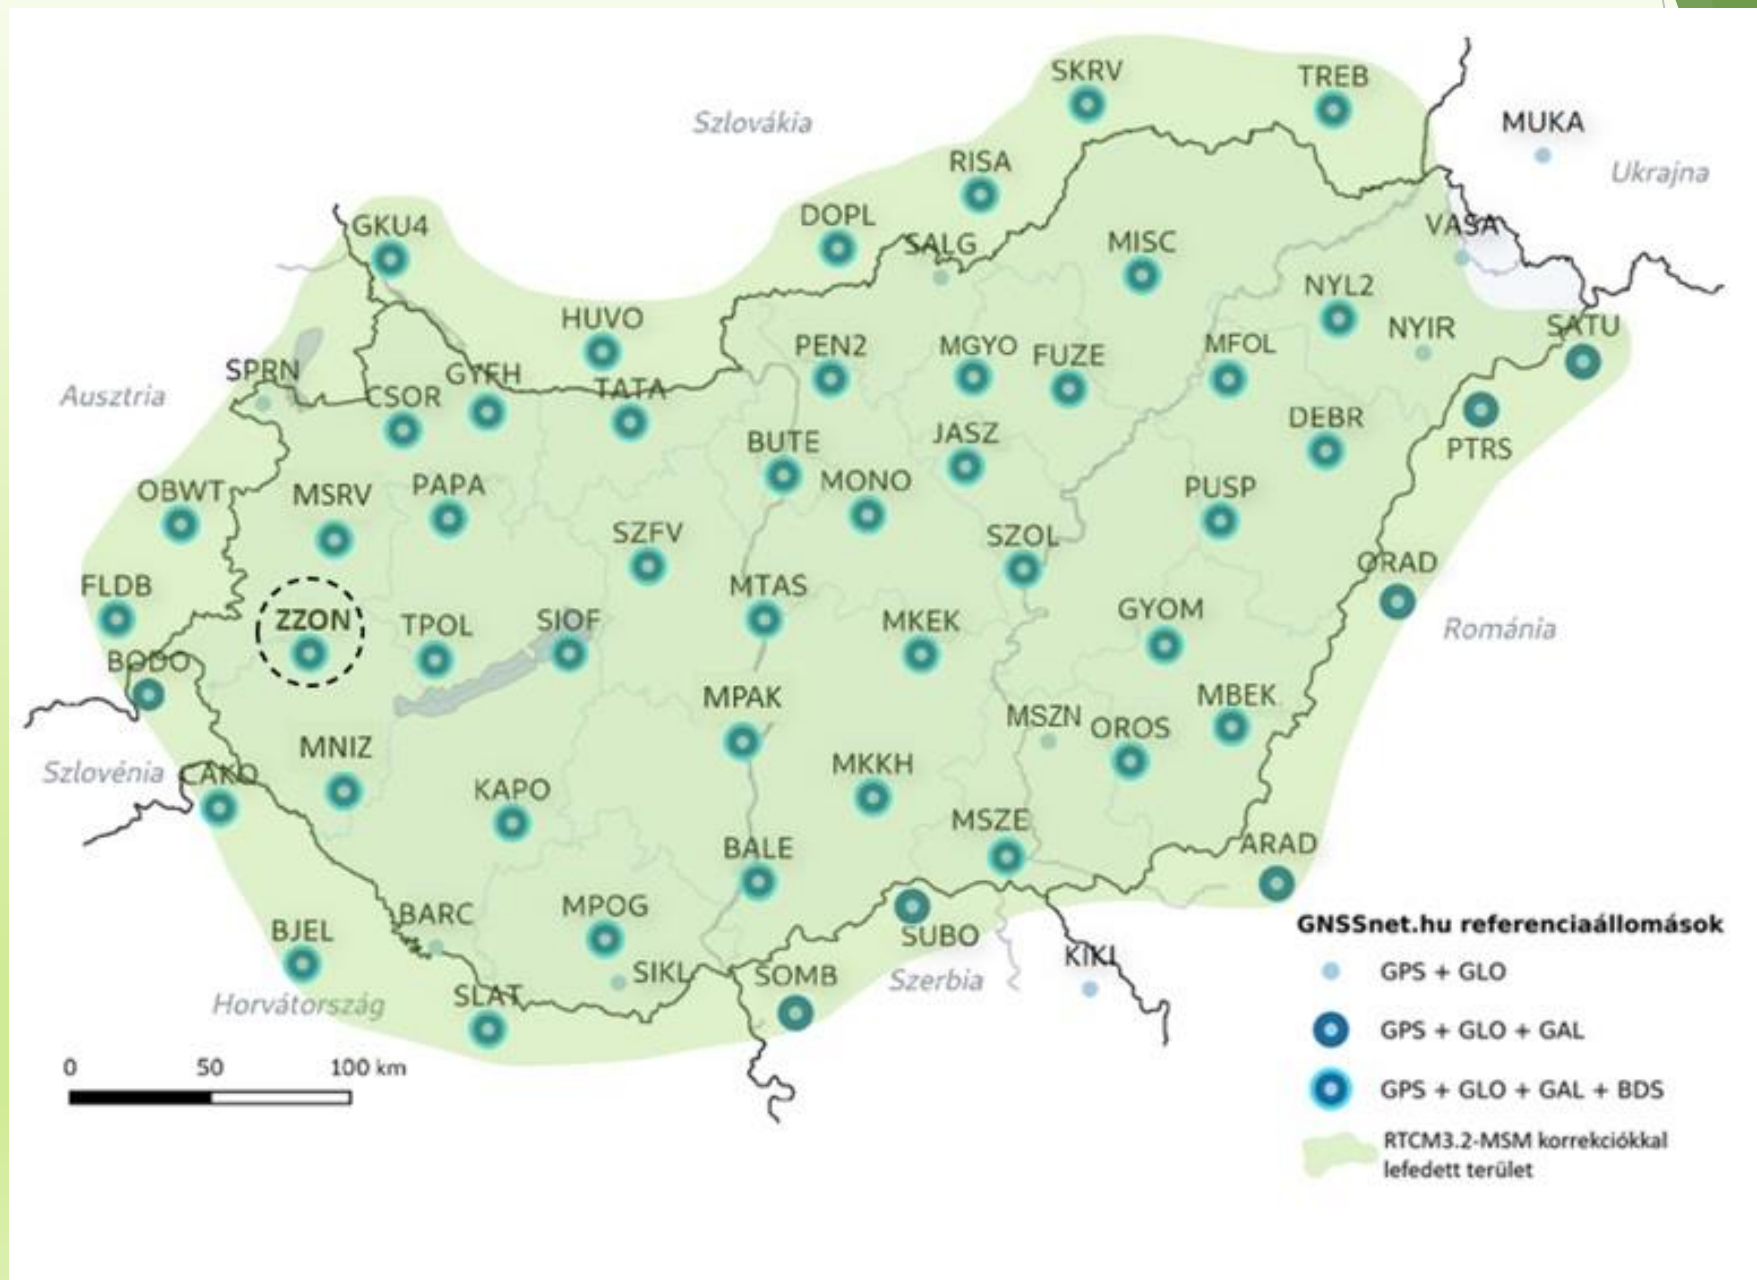 SKRV
TREB
Szlovákia
MUKA
RISA
Ukrajna
DOPL
GKU4
VASA
SALG
MISC
NYL2
HUVO
SATU
NYIR
PEN2
MGYO
FUZE
MFOL
SPRN
GYFH
Ausztria
CSOR
TATA
DEBR
JASZ
BUTE
PTRS
MONO
OBWT
MSRV
PAPA
PUSP
SZFV
SZOL
ORAD
FLDB
MTAS
GYOM
ZZON
TPOL
SIOF
MKEK
Románia
BODO
MPAK
MBEK
MSZN
OROS
MNIZ
Szlovénia
CAKO
MKKH
KAPO
MSZE
BALE
ARAD
BARC
MPOG
GNSSnet.hu referenciaállomások
BJEL
SUBO
KIKI
SIKL
SOMB
Szerbia
GPS + GLO
SLAT
Horvátország
GPS + GLO + GAL
0 50 100 km
GPS + GLO + GAL + BDS
RTCM3.2-MSM korrekciókkal
lefedett terület